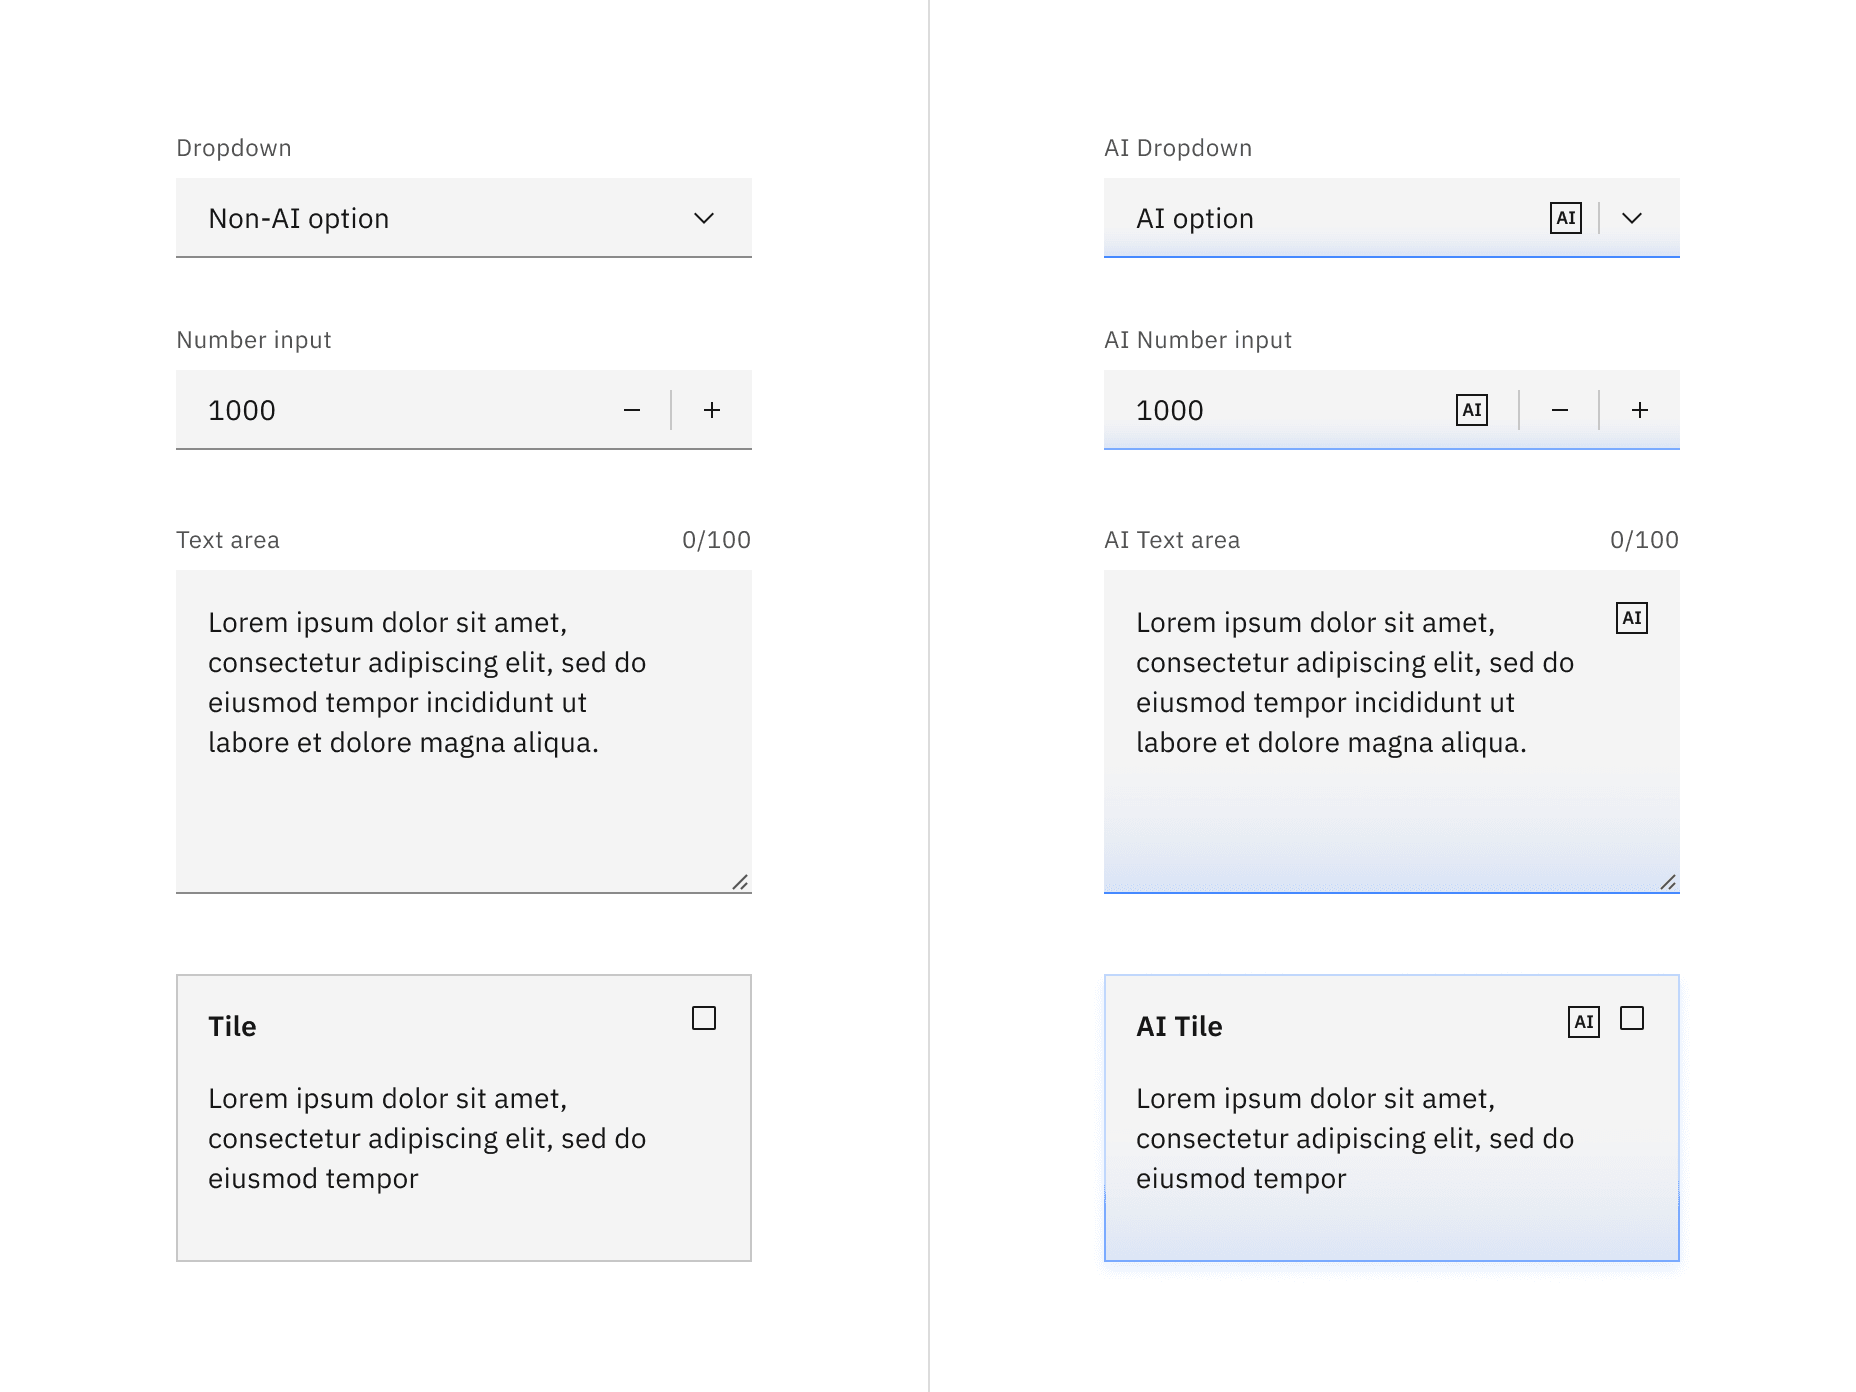 Dropdown
Non-AI option
Number input
1000
Text area 0/100
Lorem ipsum dolor sit amet,
consectetur adipiscing elit, sed do
eiusmod tempor incididunt ut
labore et dolore magna aliqua.
Tile
Lorem ipsum dolor sit amet,
consectetur adipiscing elit, sed do
eiusmod tempor
AI Dropdown
AI option AI
AI Number input
1000 AI
AI Text area 0/100
Lorem ipsum dolor sit amet, AI
consectetur adipiscing elit, sed do
eiusmod tempor incididunt ut
labore et dolore magna aliqua.
AI Tile AI
Lorem ipsum dolor sit amet,
consectetur adipiscing elit, sed do
eiusmod tempor